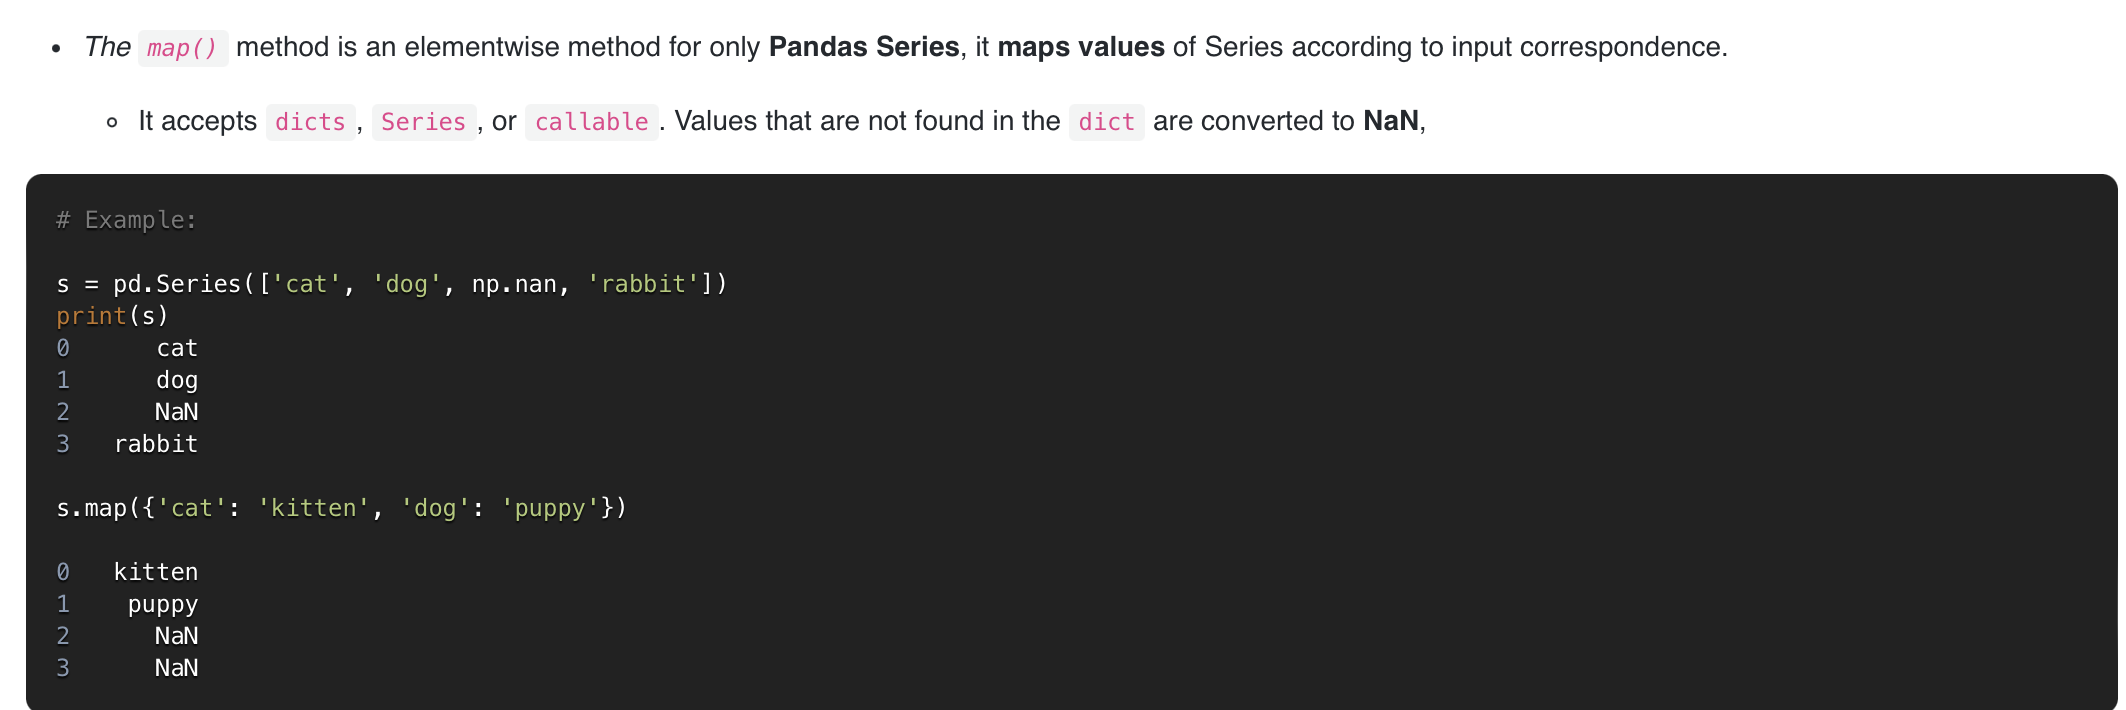 • The map() method is an elementwise method for only Pandas Series, it maps values of Series according to input correspondence.
◦ It accepts dicts, Series, or callable. Values that are not found in the dict are converted to NaN,
# Example:
s = pd.Series(['cat', 'dog', np.nan, 'rabbit'])
print(s)
0      cat
1      dog
2      NaN
3   rabbit
s.map({'cat': 'kitten', 'dog': 'puppy'})
0   kitten
1    puppy
2      NaN
3      NaN